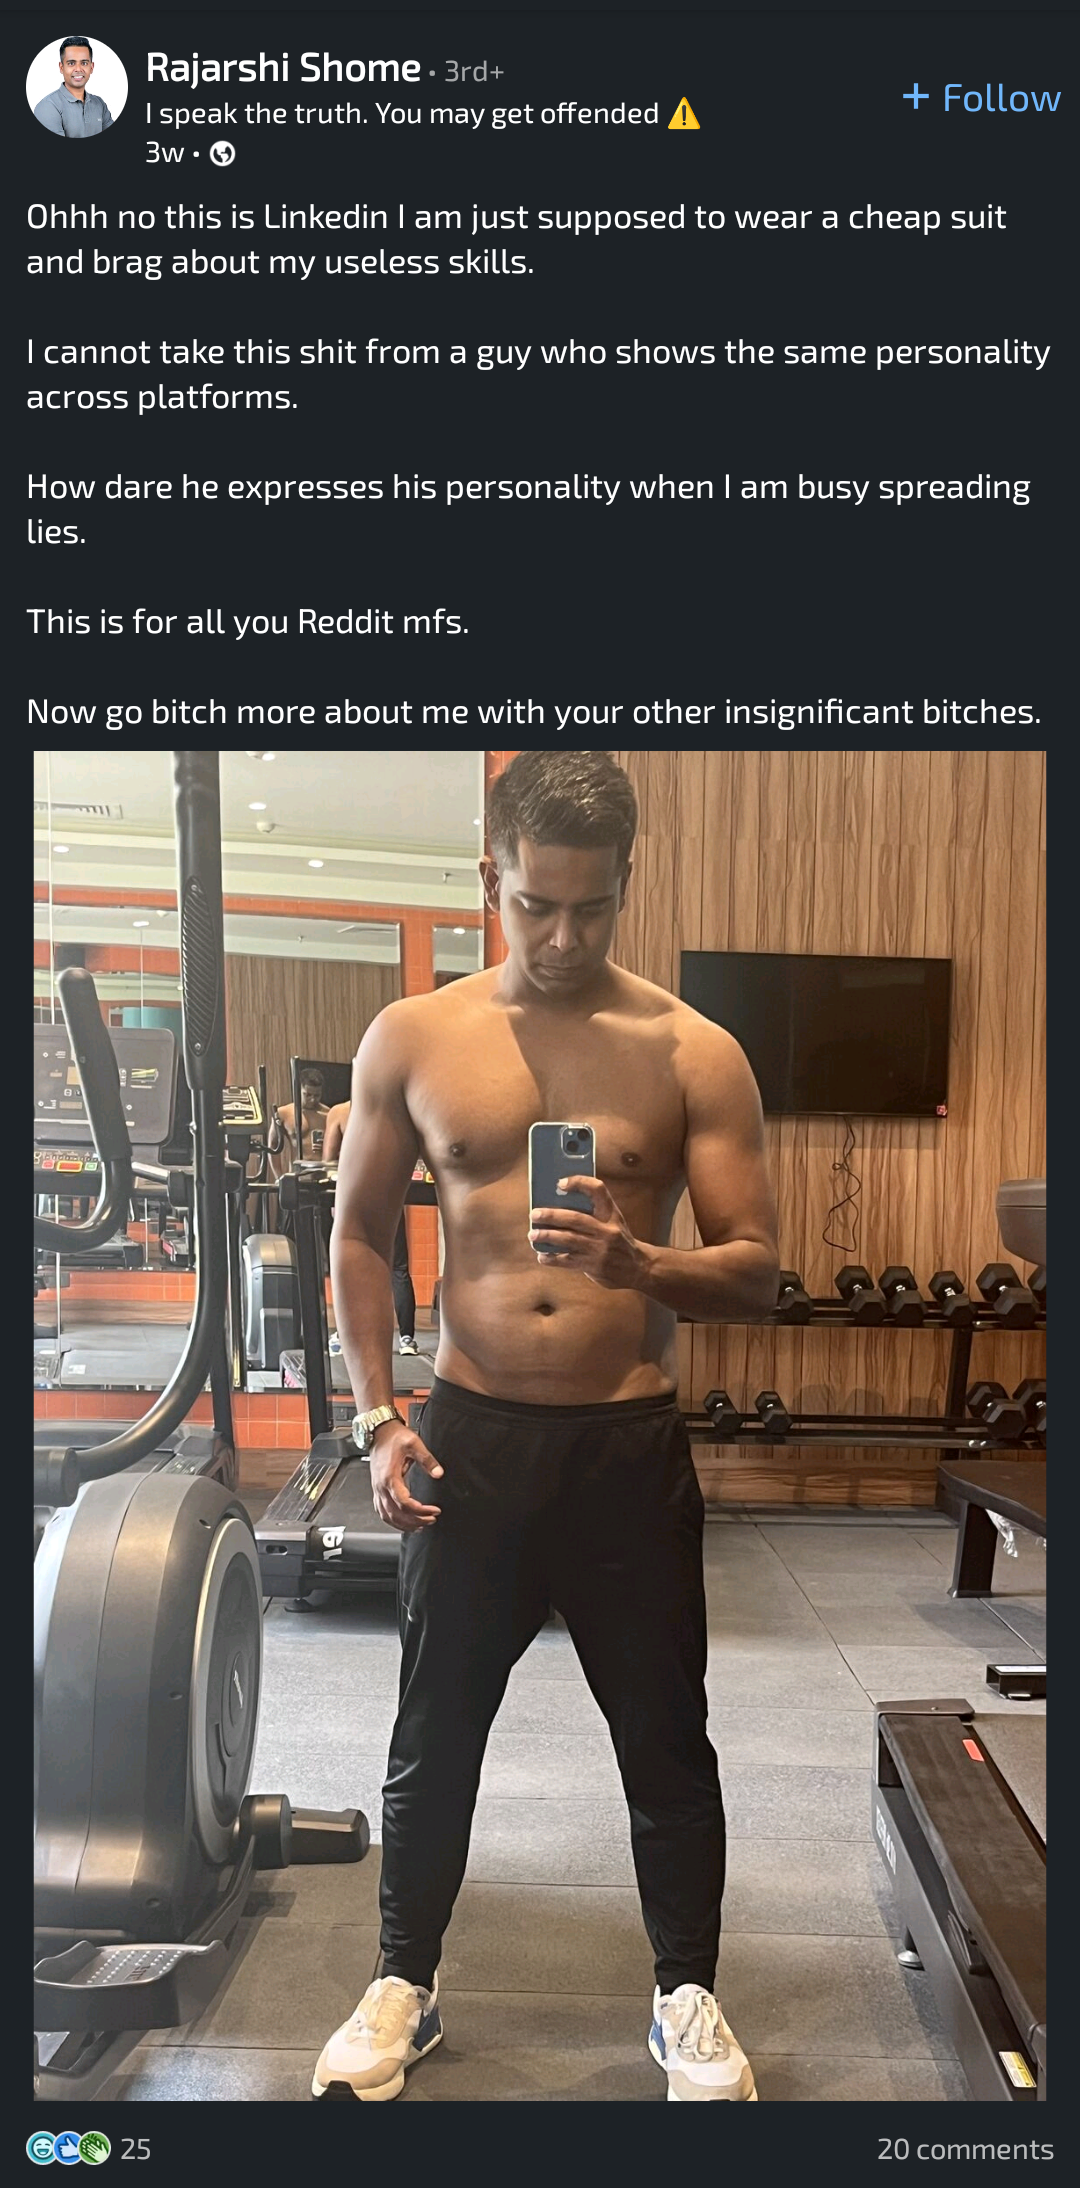 Rajarshi Shome • 3rd+
I speak the truth. You may get offended ⚠️
3w •
+ Follow
Ohhh no this is Linkedin I am just supposed to wear a cheap suit
and brag about my useless skills.
I cannot take this shit from a guy who shows the same personality
across platforms.
How dare he expresses his personality when I am busy spreading
lies.
This is for all you Reddit mfs.
Now go bitch more about me with your other insignificant bitches.
25
20 comments